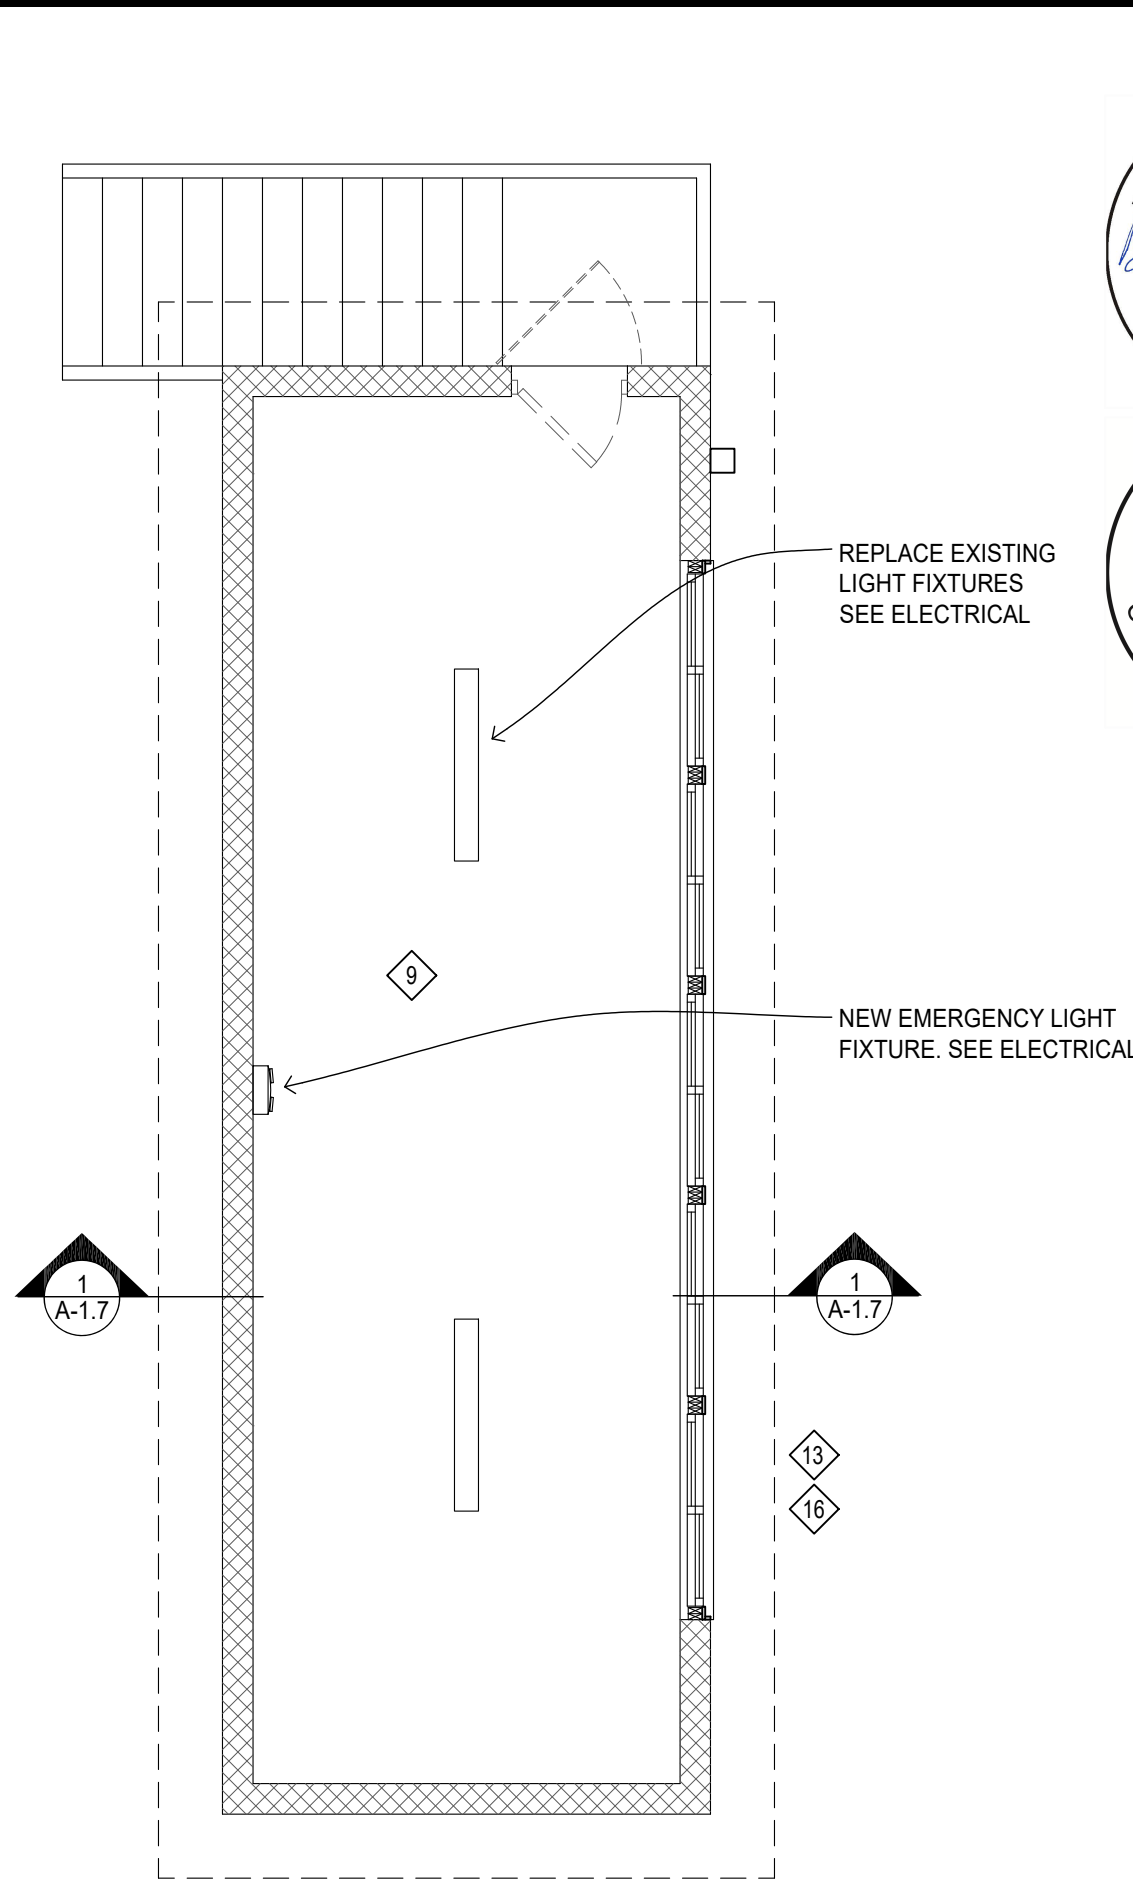 REPLACE EXISTING
LIGHT FIXTURES
SEE ELECTRICAL
9
NEW EMERGENCY LIGHT
FIXTURE. SEE ELECTRICAL
1
A-1.7
1
A-1.7
13
16